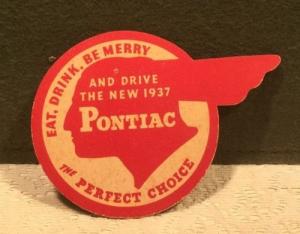 EAT, DRINK, BE MERRY
AND DRIVE
THE NEW 1937
PONTIAC
THE PERFECT CHOICE